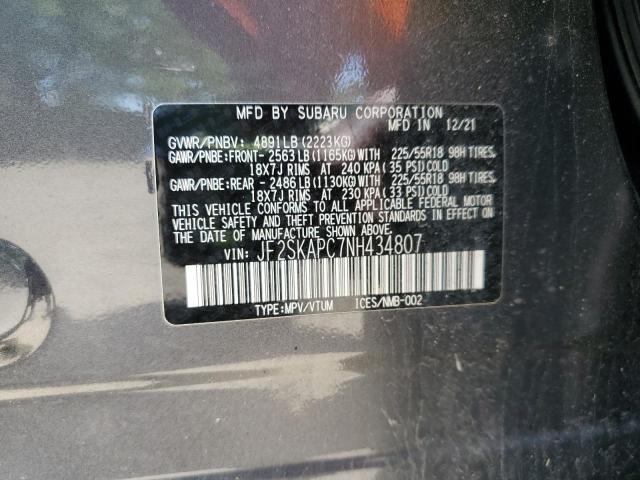 MFD BY SUBARU CORPORATION
MFD IN 12/21
GVWR/PNBV: 4891LB(2223KG)
GAWR/PNBE:FRONT- 2563LB(1165KG)WITH 225/55R18 98H TIRES,
18X7J RIMS AT 240 KPA(35 PSI)COLD
GAWR/PNBE:REAR - 2486LB(1130KG)WITH 225/55R18 98H TIRES,
18X7J RIMS AT 230 KPA(33 PSI)COLD
THIS VEHICLE CONFORMS TO ALL APPLICABLE FEDERAL MOTOR
VEHICLE SAFETY AND THEFT PREVENTION STANDARDS IN EFFECT
ON THE DATE OF MANUFACTURE SHOWN ABOVE.
VIN: JF2SKAPC7NH434807
TYPE:MPV/VTUM ICES/NMB-002